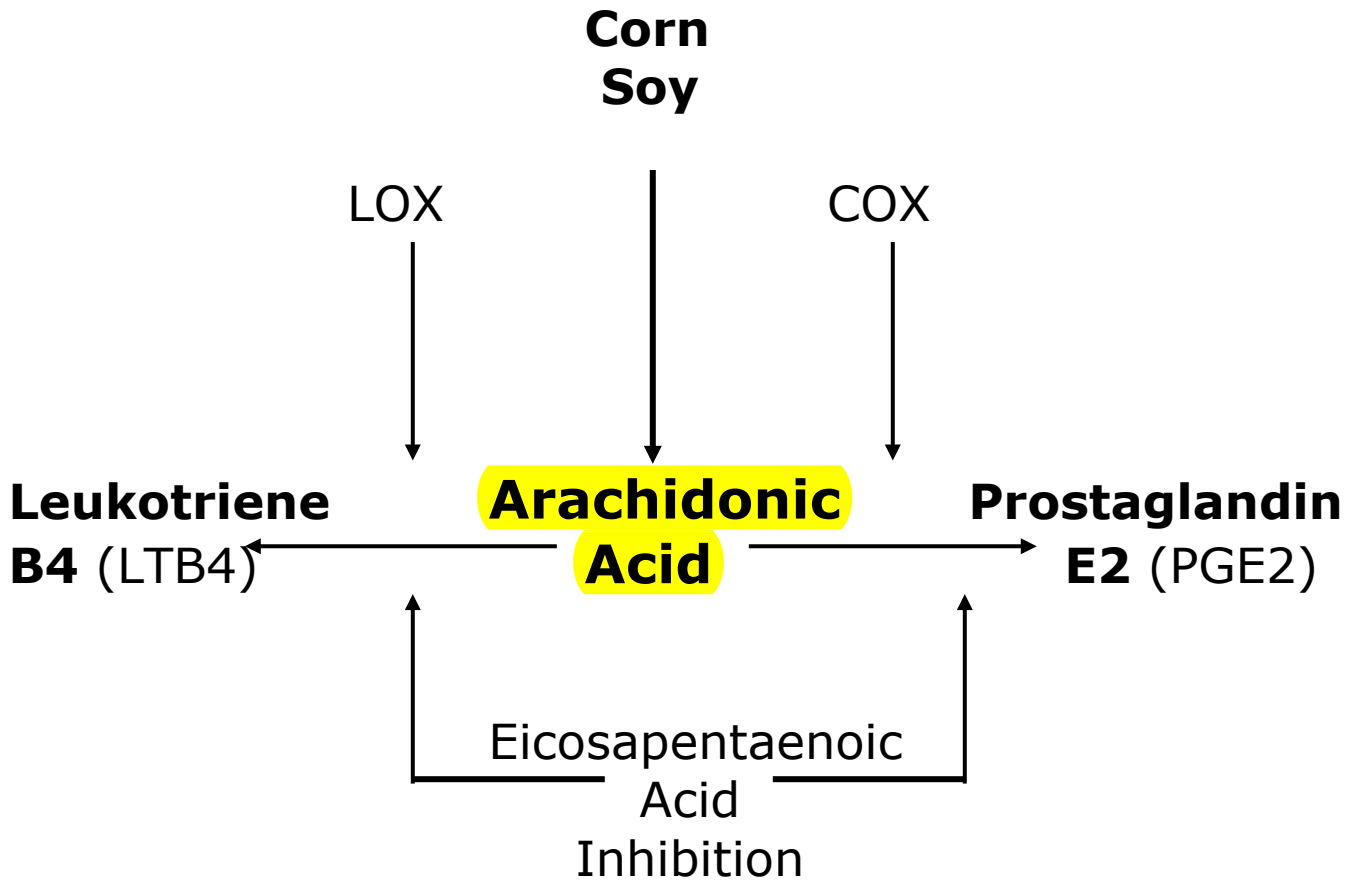 Corn
Soy
LOX
COX
Leukotriene
B4 (LTB4)
Arachidonic
Acid
Prostaglandin
E2 (PGE2)
Eicosapentaenoic
Acid
Inhibition